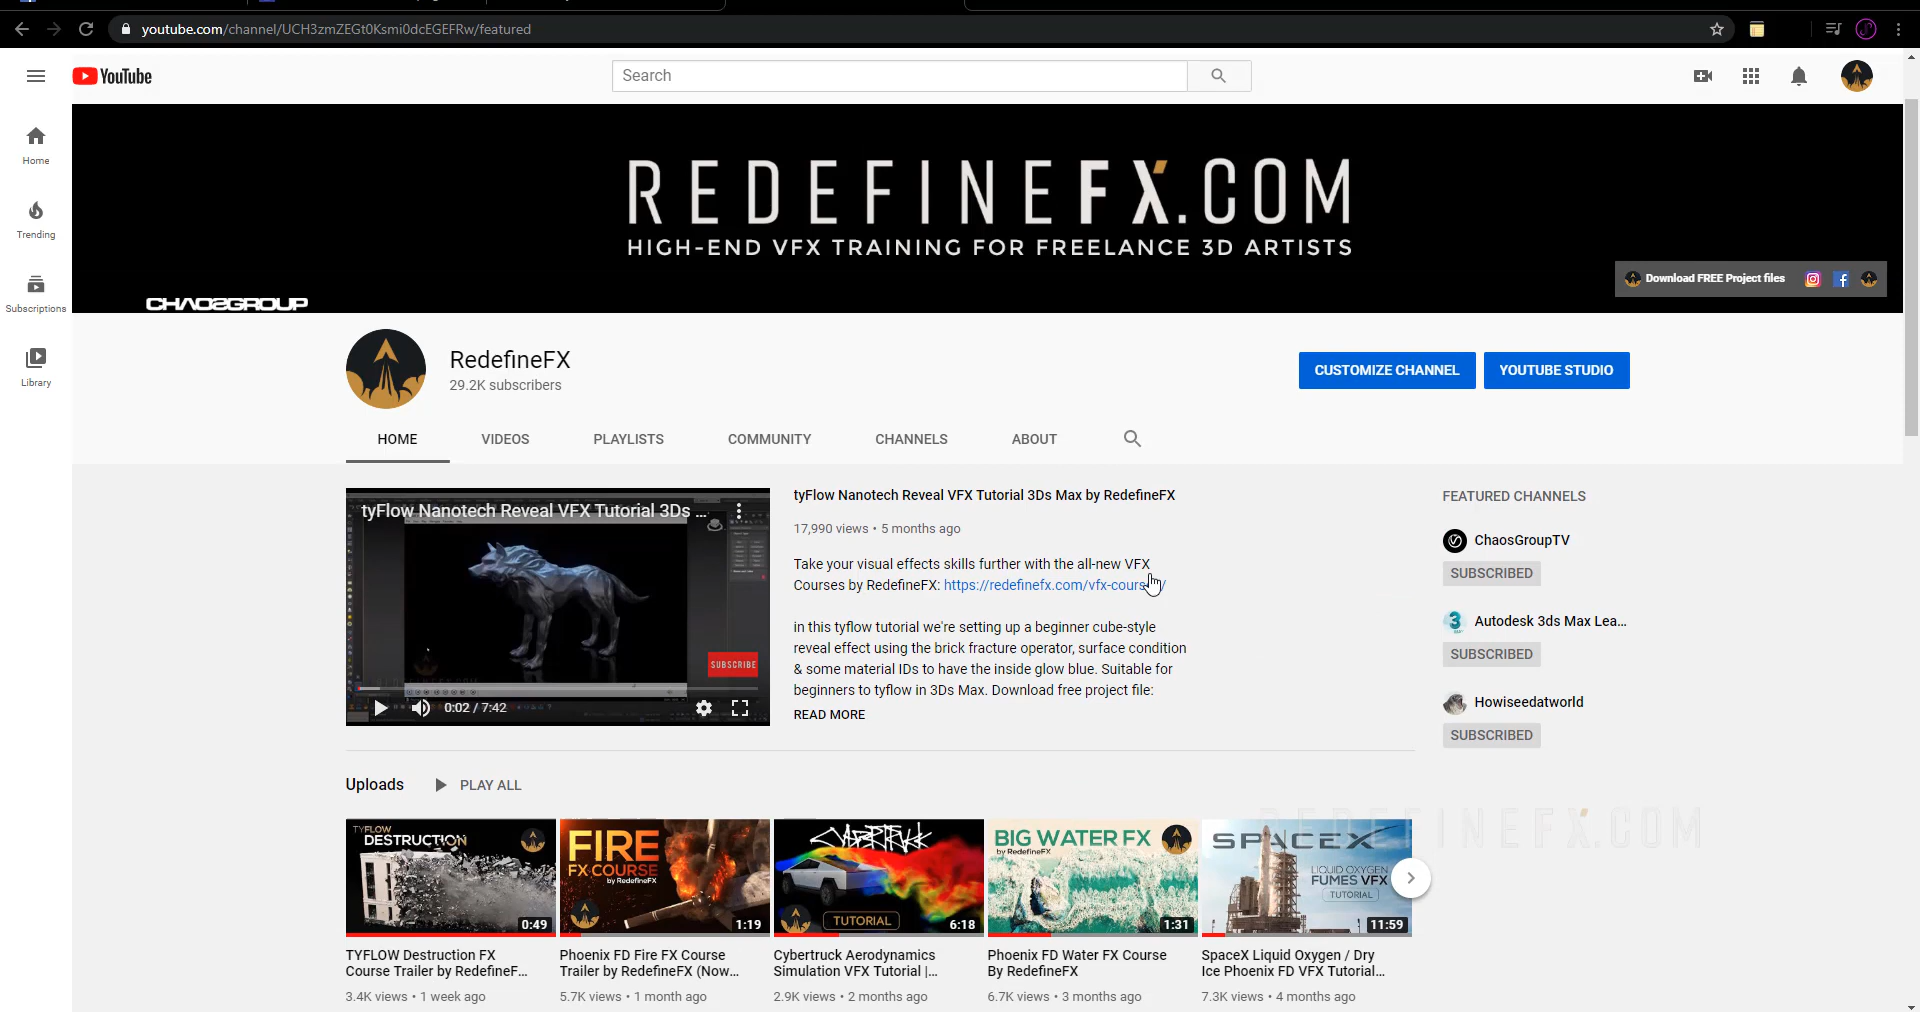 youtube.com/channel/UCH3zmZEGt0Ksmi0dcEGEFRw/featured
YouTube
Search
Home
Trending
Subscriptions
Library
REDEFINEFX.COM
HIGH-END VFX TRAINING FOR FREELANCE 3D ARTISTS
CHAOSGROUP
Download FREE Project files
RedefineFX
29.2K subscribers
CUSTOMIZE CHANNEL
YOUTUBE STUDIO
HOME
VIDEOS
PLAYLISTS
COMMUNITY
CHANNELS
ABOUT
tyFlow Nanotech Reveal VFX Tutorial 3Ds ...
SUBSCRIBE
0:02 / 7:42
tyFlow Nanotech Reveal VFX Tutorial 3Ds Max by RedefineFX
17,990 views • 5 months ago
Take your visual effects skills further with the all-new VFX
Courses by RedefineFX: https://redefinefx.com/vfx-cours /
in this tyflow tutorial we're setting up a beginner cube-style
reveal effect using the brick fracture operator, surface condition
& some material IDs to have the inside glow blue. Suitable for
beginners to tyflow in 3Ds Max. Download free project file:
READ MORE
FEATURED CHANNELS
ChaosGroupTV
SUBSCRIBED
Autodesk 3ds Max Lea...
SUBSCRIBED
Howiseedatworld
SUBSCRIBED
Uploads
PLAY ALL
TYFLOW
DESTRUCTION
0:49
TYFLOW Destruction FX
Course Trailer by RedefineF...
3.4K views • 1 week ago
FIRE
FX COURSE
by RedefineFX
1:19
Phoenix FD Fire FX Course
Trailer by RedefineFX (Now...
5.7K views • 1 month ago
CYBERTRUCK
TUTORIAL
6:18
Cybertruck Aerodynamics
Simulation VFX Tutorial |...
2.9K views • 2 months ago
BIG WATER FX
by RedefineFX
1:31
Phoenix FD Water FX Course
By RedefineFX
6.7K views • 3 months ago
SPACEX
LIQUID OXYGEN
FUMES VFX
TUTORIAL
11:59
SpaceX Liquid Oxygen / Dry
Ice Phoenix FD VFX Tutorial...
7.3K views • 4 months ago
REDEFINEFX.COM